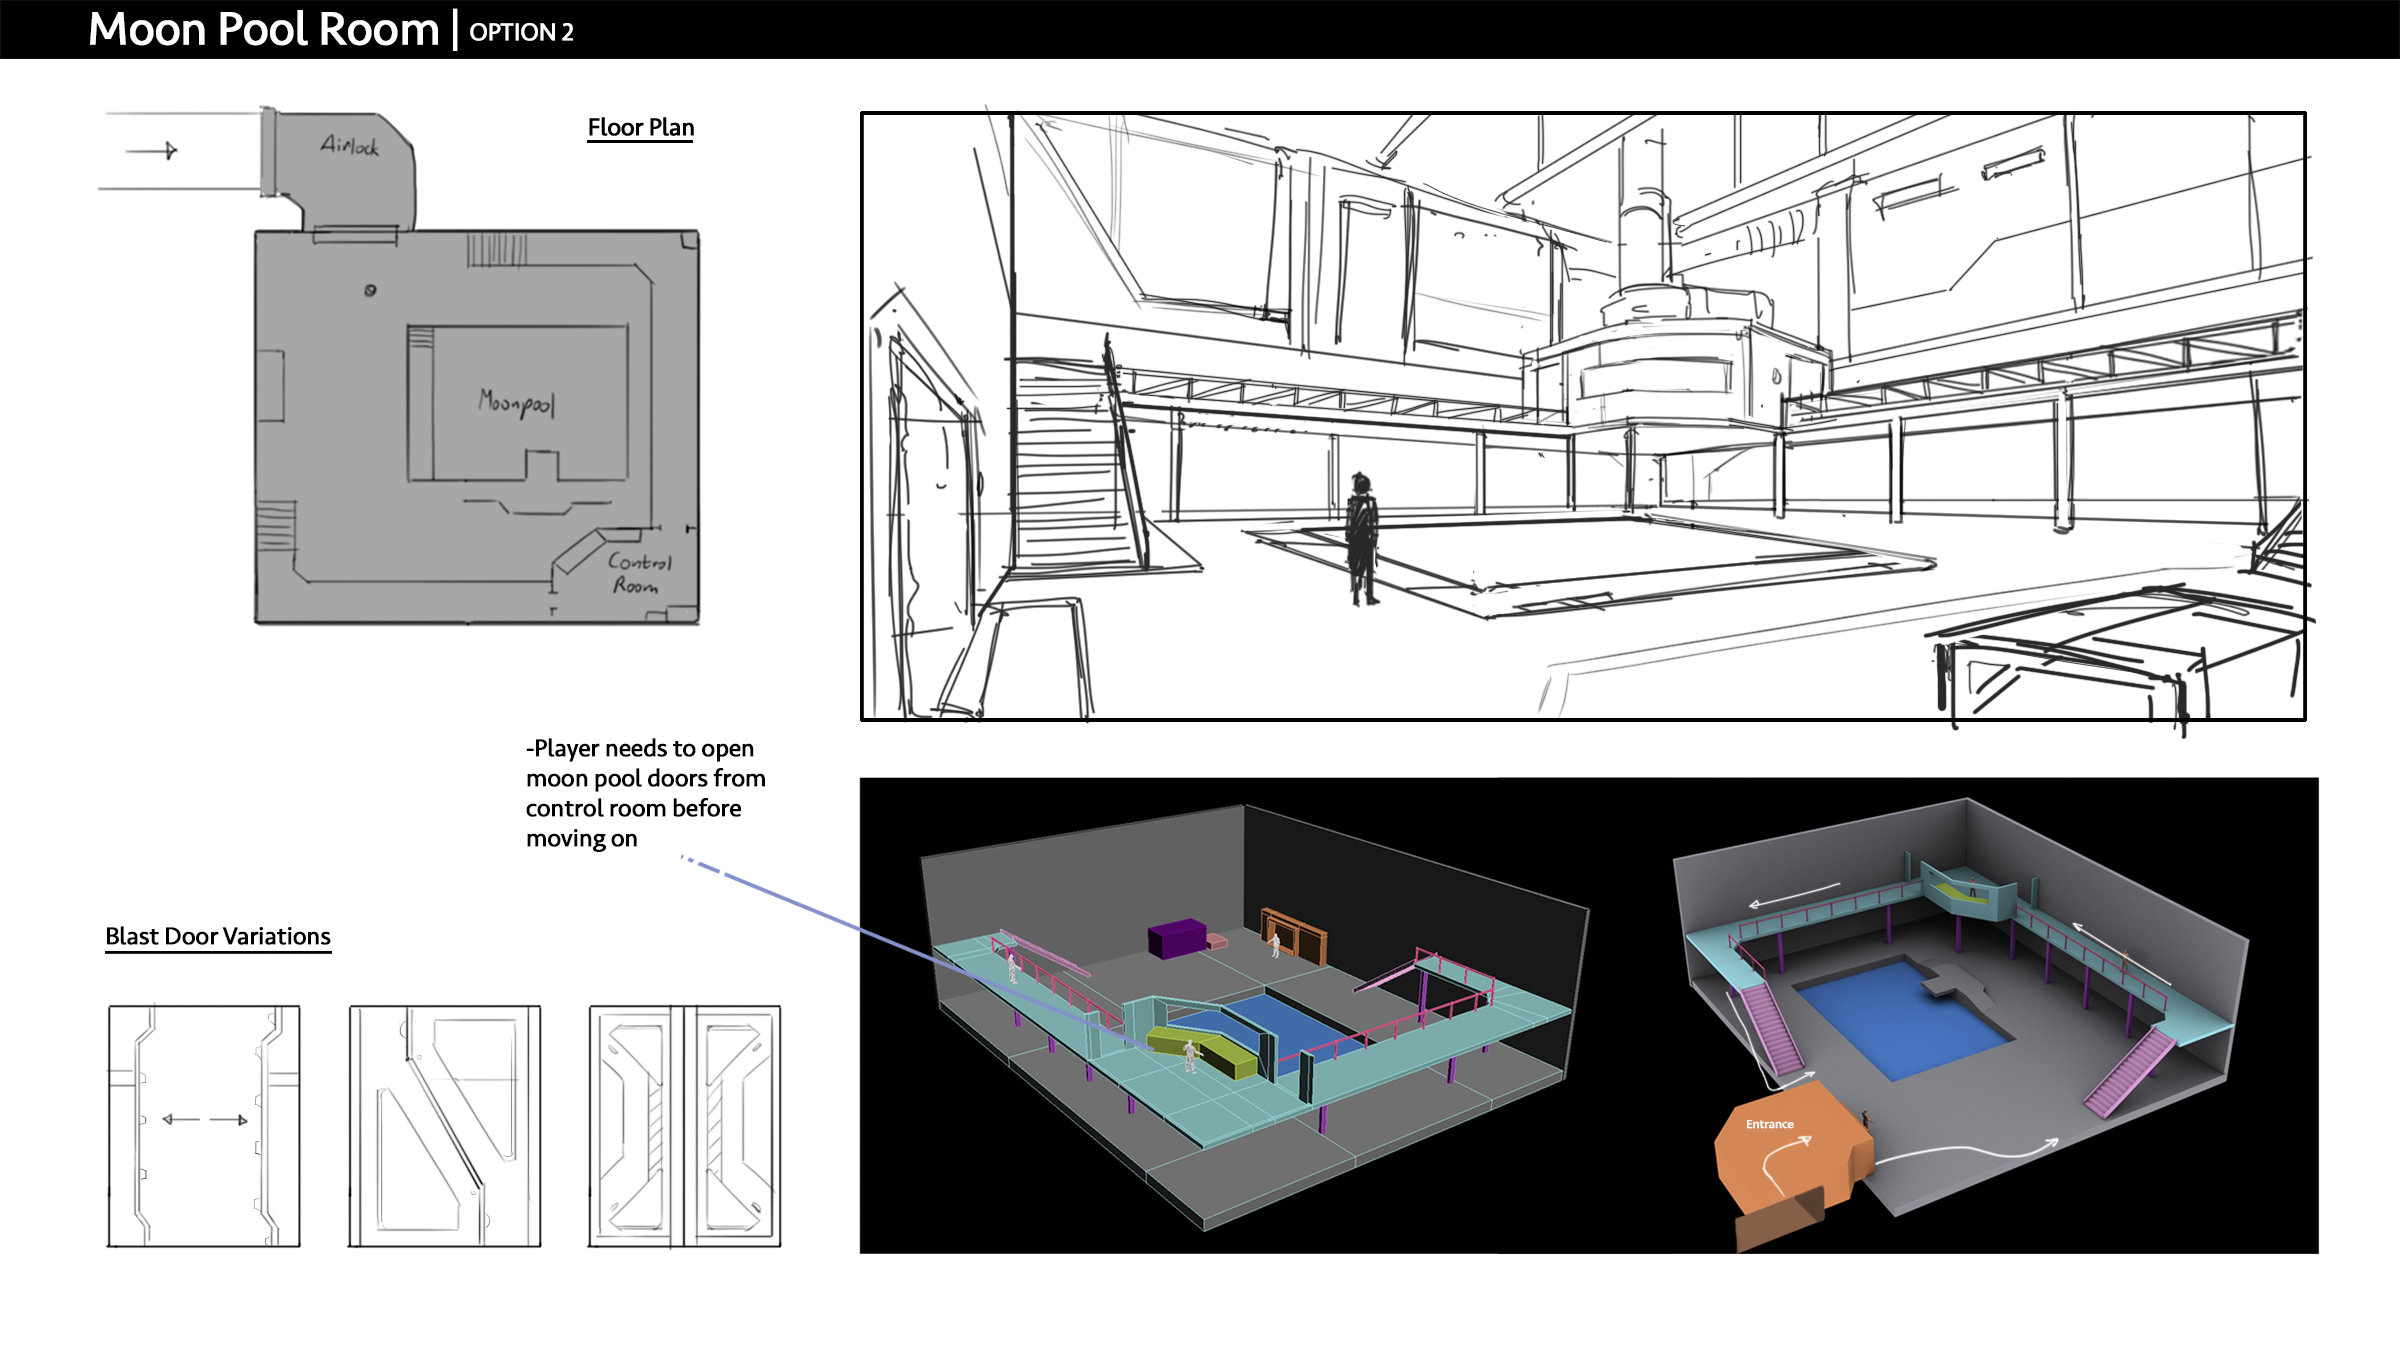 Moon Pool Room | OPTION 2
Floor Plan
Airlock
Moonpool
Control
Room
-Player needs to open
moon pool doors from
control room before
moving on
Blast Door Variations
Entrance